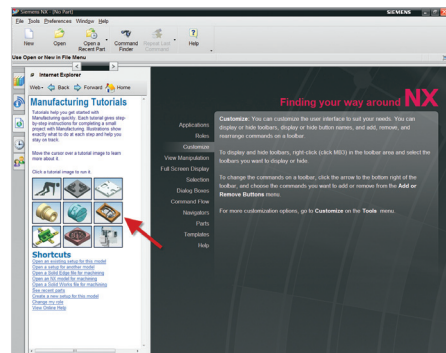 Siemens NX - [No Part]
SIEMENS
File Tools Preferences Window Help
New Open Open a Recent Part Command Finder Repeat Last Command Help
Use Open or New in File Menu
Internet Explorer
Web Back Forward Home
Manufacturing Tutorials
Tutorials help you get started with
Manufacturing quickly. Each tutorial gives step-
by-step instructions for completing a small
project with Manufacturing. Illustrations show
exactly what to do at each step and help you
stay on track.
Move the cursor over a tutorial image to learn
more about it.
Click a tutorial image to run it.
Shortcuts
Open an existing setup for this model
Open a setup for another model
Open a Solid Edge file for machining
Open an NX model for machining
Open a Solid Works file for machining
See recent parts
Create a new setup for this model
Change my role
View Online Help
Finding your way around NX
Applications
Roles
Customize
View Manipulation
Full Screen Display
Selection
Dialog Boxes
Command Flow
Navigators
Parts
Templates
Help
Customize: You can customize the user interface to suit your needs. You can
display or hide toolbars, display or hide button names, and add, remove, and
rearrange commands on a toolbar.
To display and hide toolbars, right-click (click MB3) in the toolbar area and select the
toolbars you want to display or hide.
To change the commands on a toolbar, click the arrow to the bottom right of the
toolbar, and choose the commands you want to add or remove from the Add or
Remove Buttons menu.
For more customization options, go to Customize on the Tools menu.